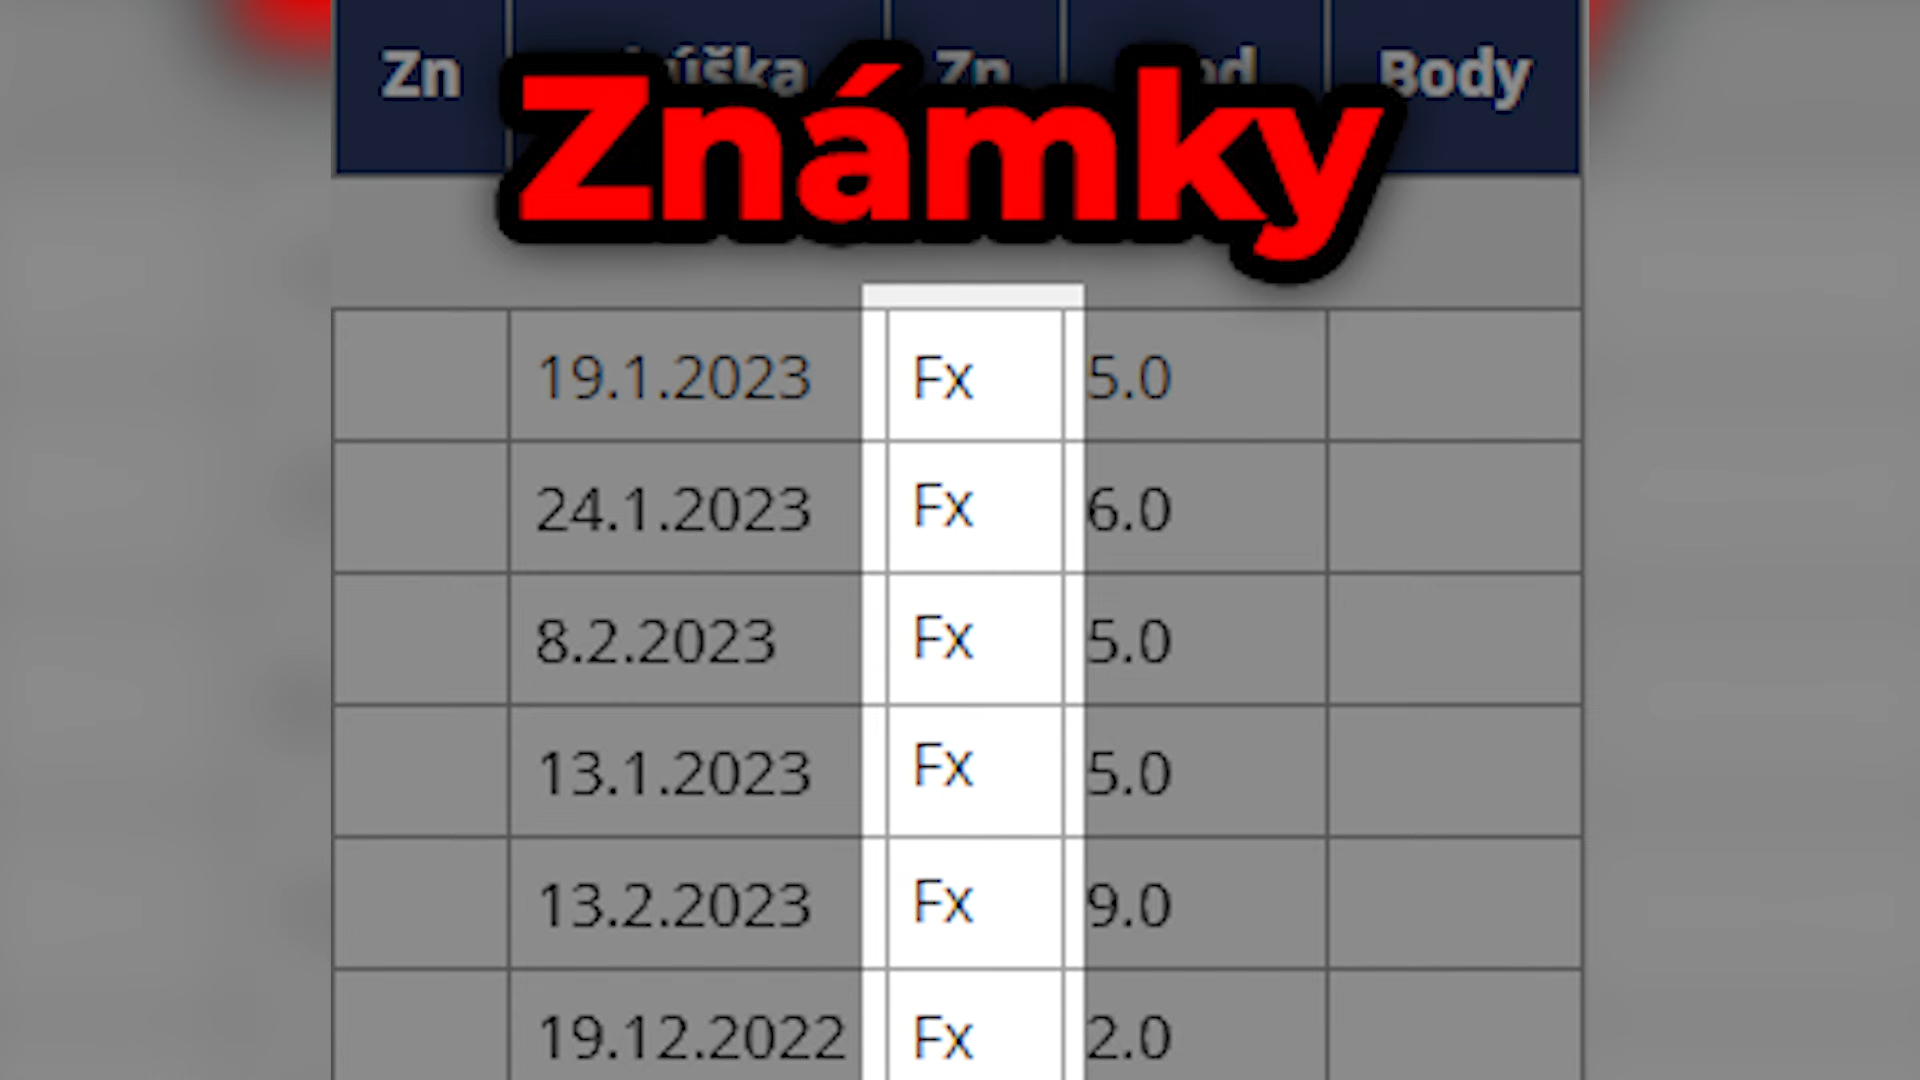 Zn Zn Body
Známky
19.1.2023 Fx 5.0
24.1.2023 Fx 6.0
8.2.2023 Fx 5.0
13.1.2023 Fx 5.0
13.2.2023 Fx 9.0
19.12.2022 Fx 2.0